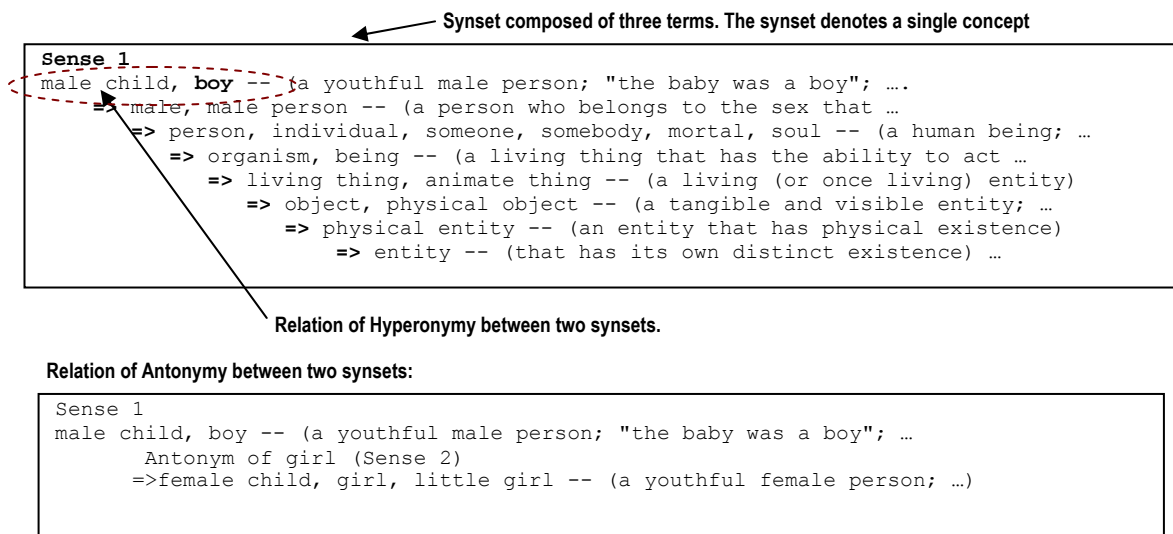 Synset composed of three terms. The synset denotes a single concept
Sense 1
male child, boy -- (a youthful male person; "the baby was a boy"; ….
=> male, male person -- (a person who belongs to the sex that …
=> person, individual, someone, somebody, mortal, soul -- (a human being; …
=> organism, being -- (a living thing that has the ability to act …
=> living thing, animate thing -- (a living (or once living) entity)
=> object, physical object -- (a tangible and visible entity; …
=> physical entity -- (an entity that has physical existence)
=> entity -- (that has its own distinct existence) …
Relation of Hyperonymy between two synsets.
Relation of Antonymy between two synsets:
Sense 1
male child, boy -- (a youthful male person; "the baby was a boy"; …
Antonym of girl (Sense 2)
=>female child, girl, little girl -- (a youthful female person; …)